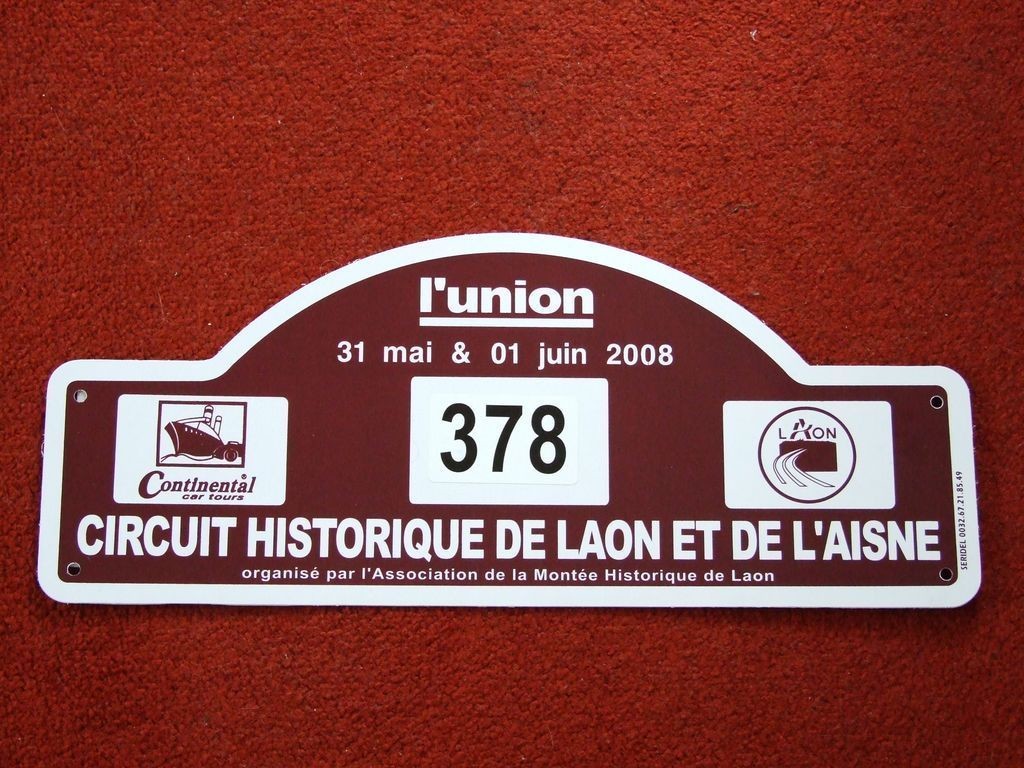 l'union
31 mai & 01 juin 2008
378
Continental
car tours
LAON
CIRCUIT HISTORIQUE DE LAON ET DE L'AISNE
organisé par l'Association de la Montée Historique de Laon
SERIDEL 0032.67.21.85.49